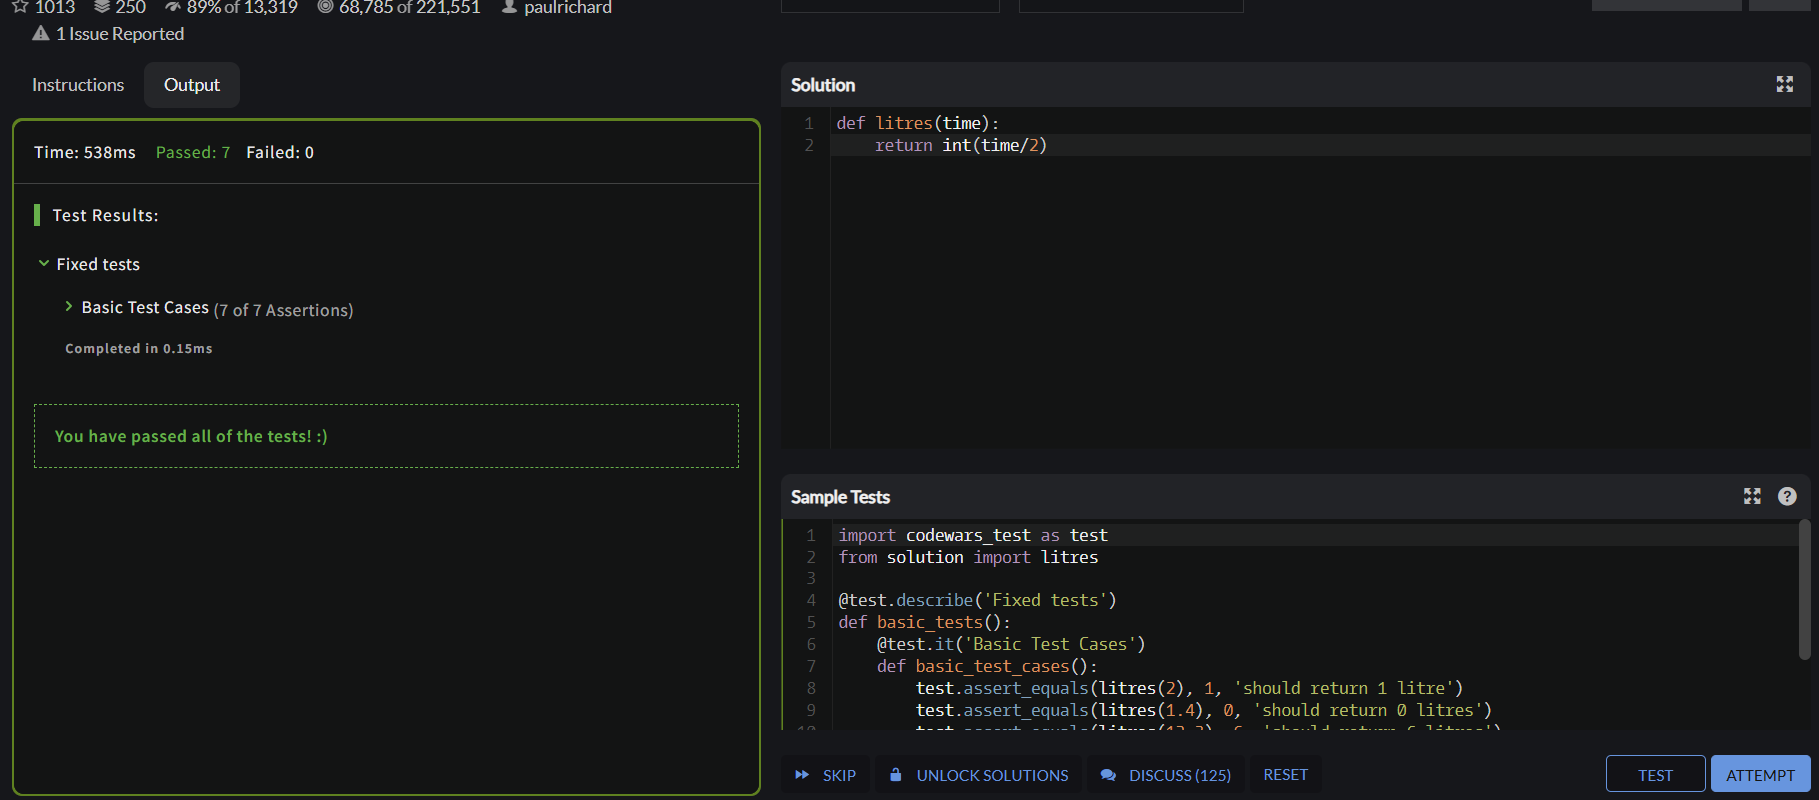 1013 250 89% of 13,319 68,785 of 221,551 paulrichard
1 Issue Reported
Instructions Output
Time: 538ms Passed: 7 Failed: 0
Test Results:
Fixed tests
Basic Test Cases (7 of 7 Assertions)
Completed in 0.15ms
You have passed all of the tests! :)
Solution
1 def litres(time):
2     return int(time/2)
Sample Tests
1 import codewars_test as test
2 from solution import litres
3
4 @test.describe('Fixed tests')
5 def basic_tests():
6     @test.it('Basic Test Cases')
7     def basic_test_cases():
8         test.assert_equals(litres(2), 1, 'should return 1 litre')
9         test.assert_equals(litres(1.4), 0, 'should return 0 litres')
SKIP UNLOCK SOLUTIONS DISCUSS (125) RESET TEST ATTEMPT